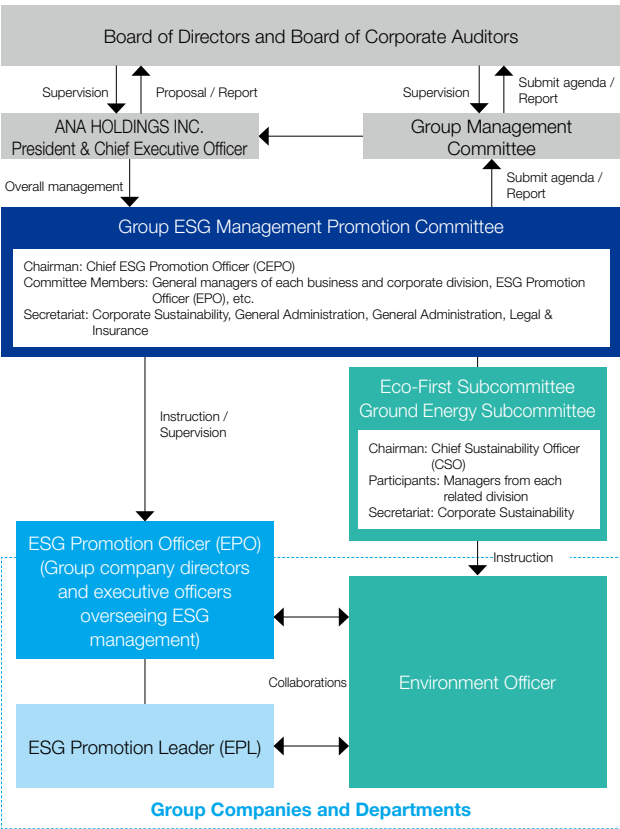 Board of Directors and Board of Corporate Auditors
Supervision
Proposal / Report
Supervision
Submit agenda /
Report
ANA HOLDINGS INC.
President & Chief Executive Officer
Group Management
Committee
Overall management
Submit agenda /
Report
Group ESG Management Promotion Committee
Chairman: Chief ESG Promotion Officer (CEPO)
Committee Members: General managers of each business and corporate division, ESG Promotion
Officer (EPO), etc.
Secretariat: Corporate Sustainability, General Administration, General Administration, Legal &
Insurance
Instruction /
Supervision
Eco-First Subcommittee
Ground Energy Subcommittee
Chairman: Chief Sustainability Officer
(CSO)
Participants: Managers from each
related division
Secretariat: Corporate Sustainability
Instruction
ESG Promotion Officer (EPO)
(Group company directors
and executive officers
overseeing ESG
management)
Collaborations
Environment Officer
ESG Promotion Leader (EPL)
Group Companies and Departments